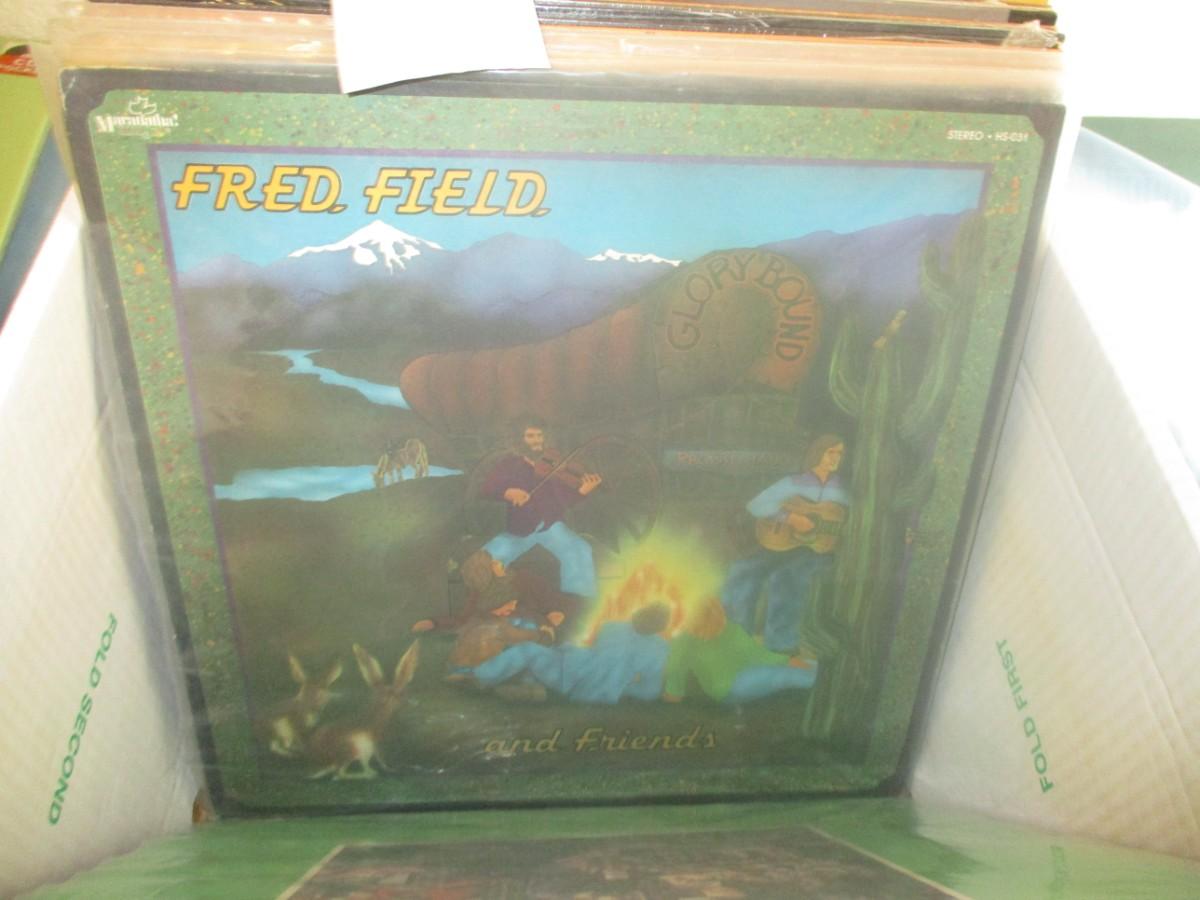 Maranatha!
STEREO • HS-031
FRED FIELD
GLORY BOUND
and Friends
FOLD SECOND
FOLD FIRST